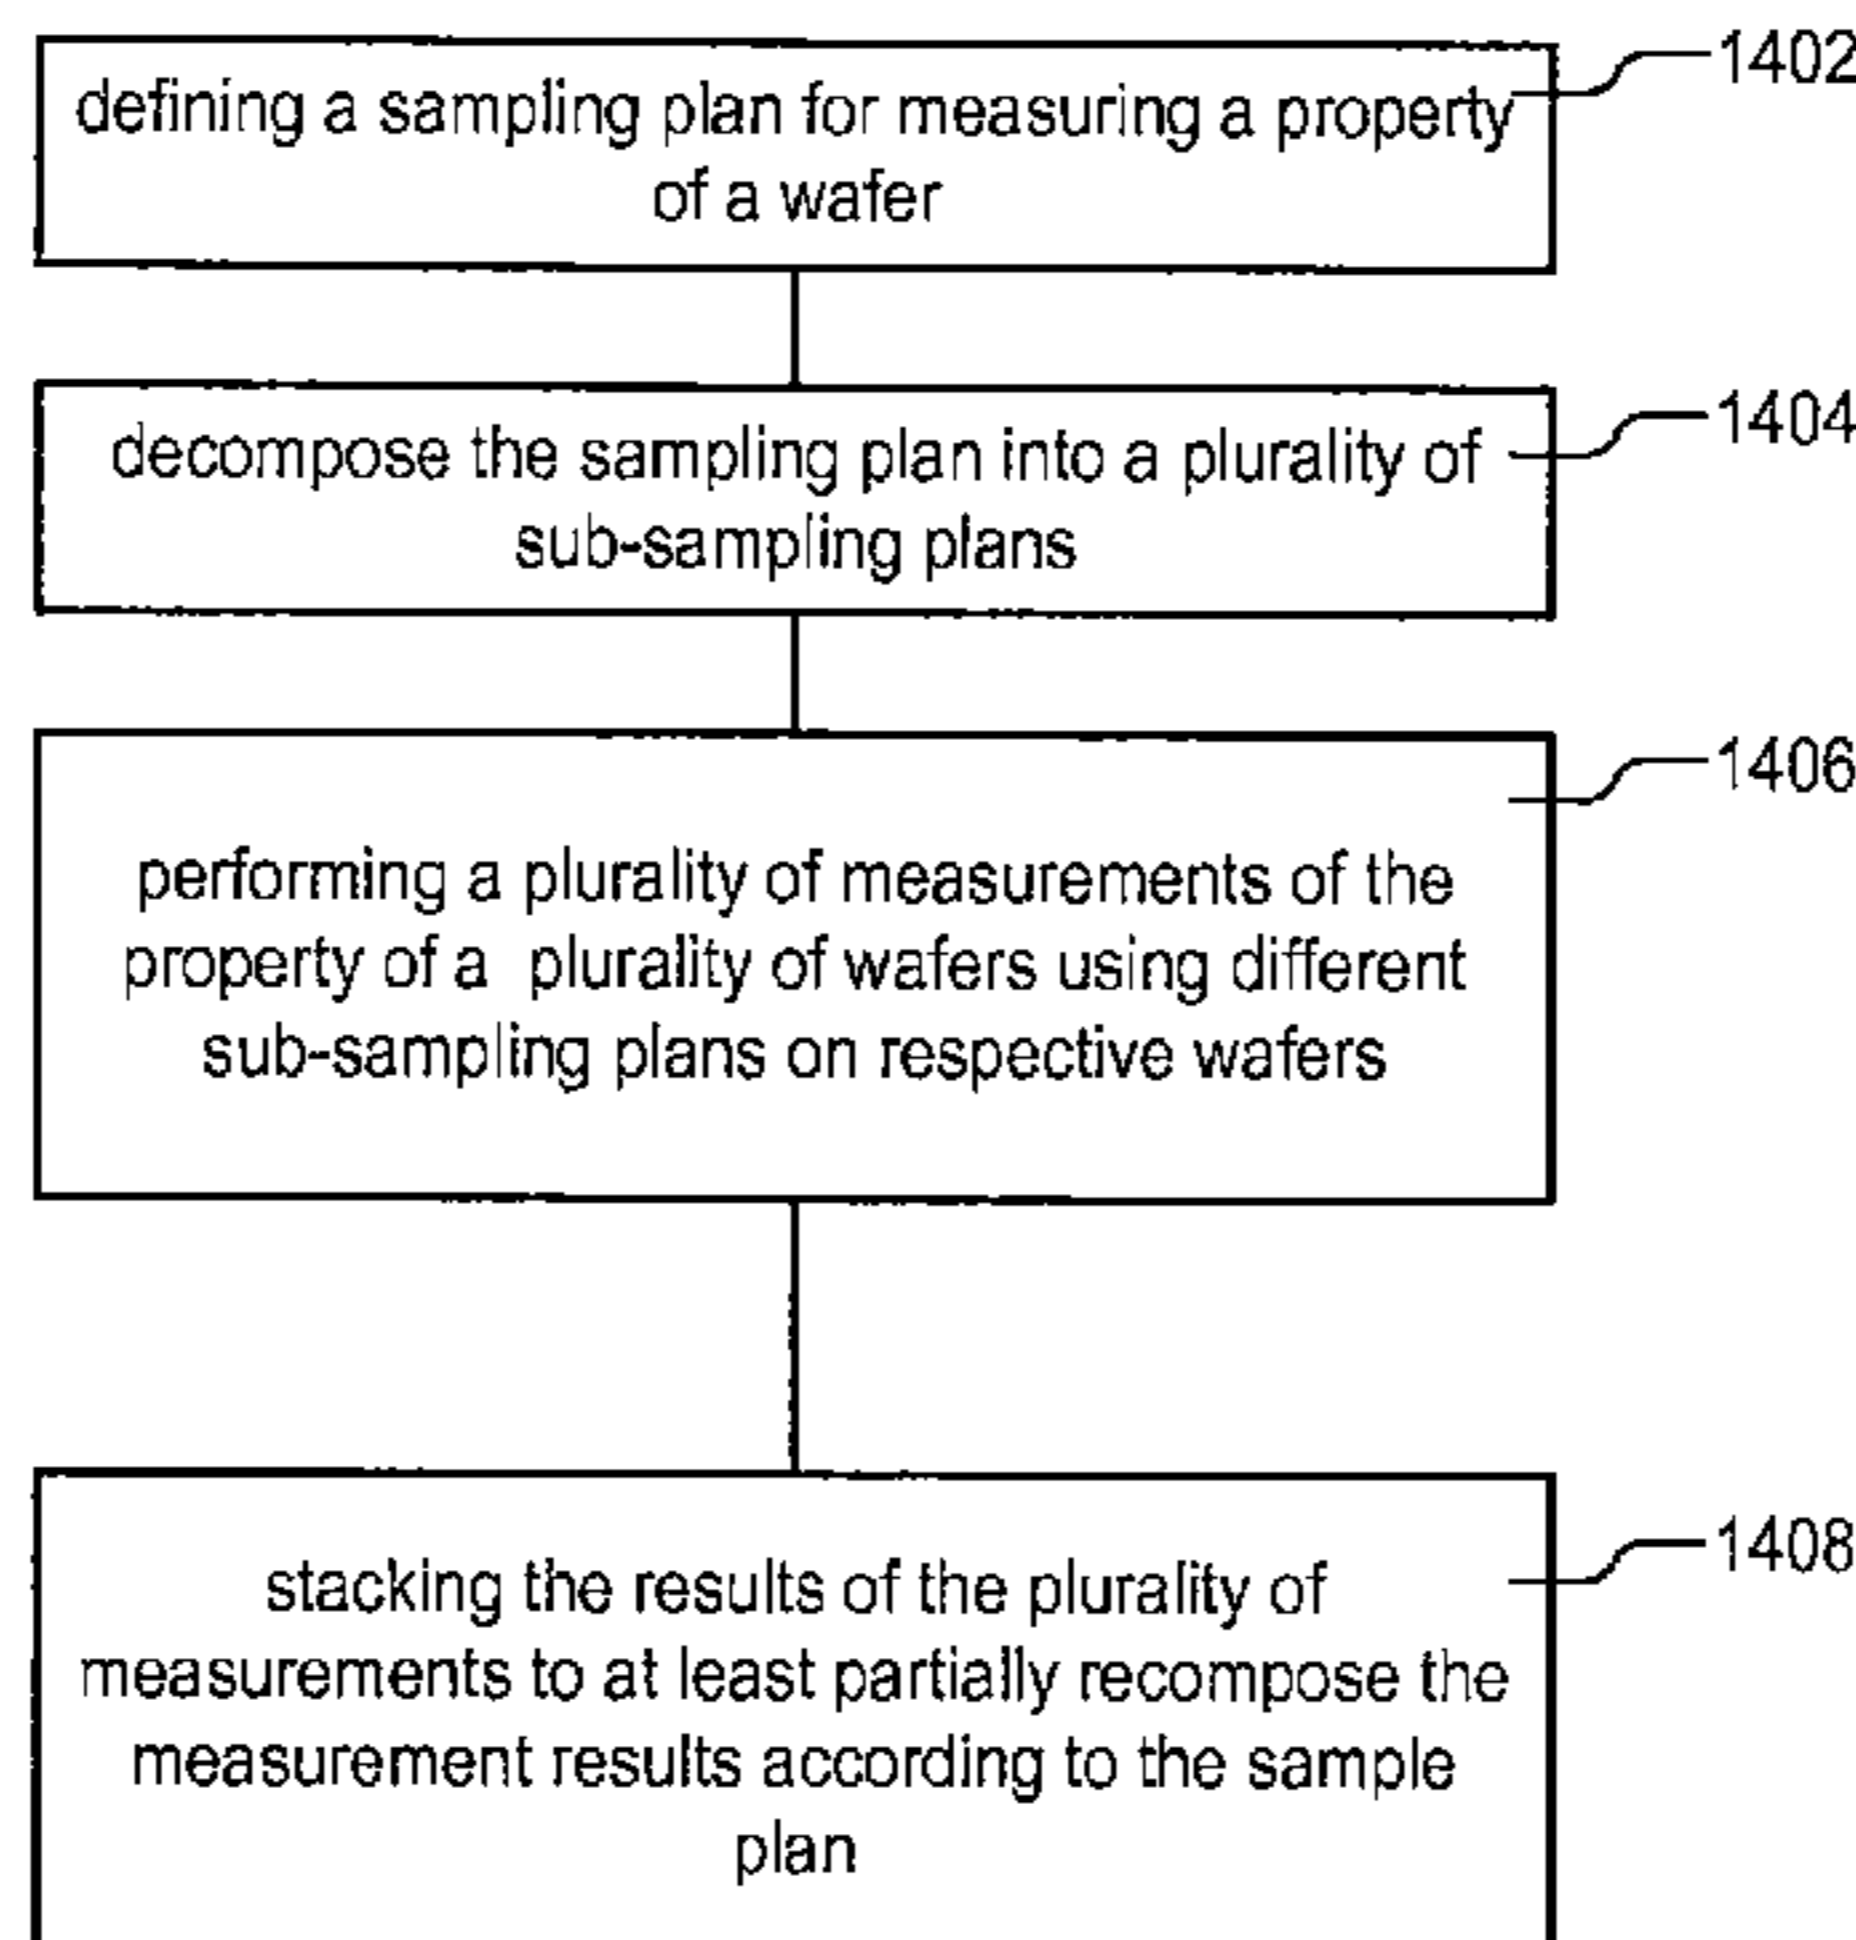 1402
defining a sampling plan for measuring a property
of a wafer
1404
decompose the sampling plan into a plurality of
sub-sampling plans
1406
performing a plurality of measurements of the
property of a plurality of wafers using different
sub-sampling plans on respective wafers
1408
stacking the results of the plurality of
measurements to at least partially recompose the
measurement results according to the sample
plan